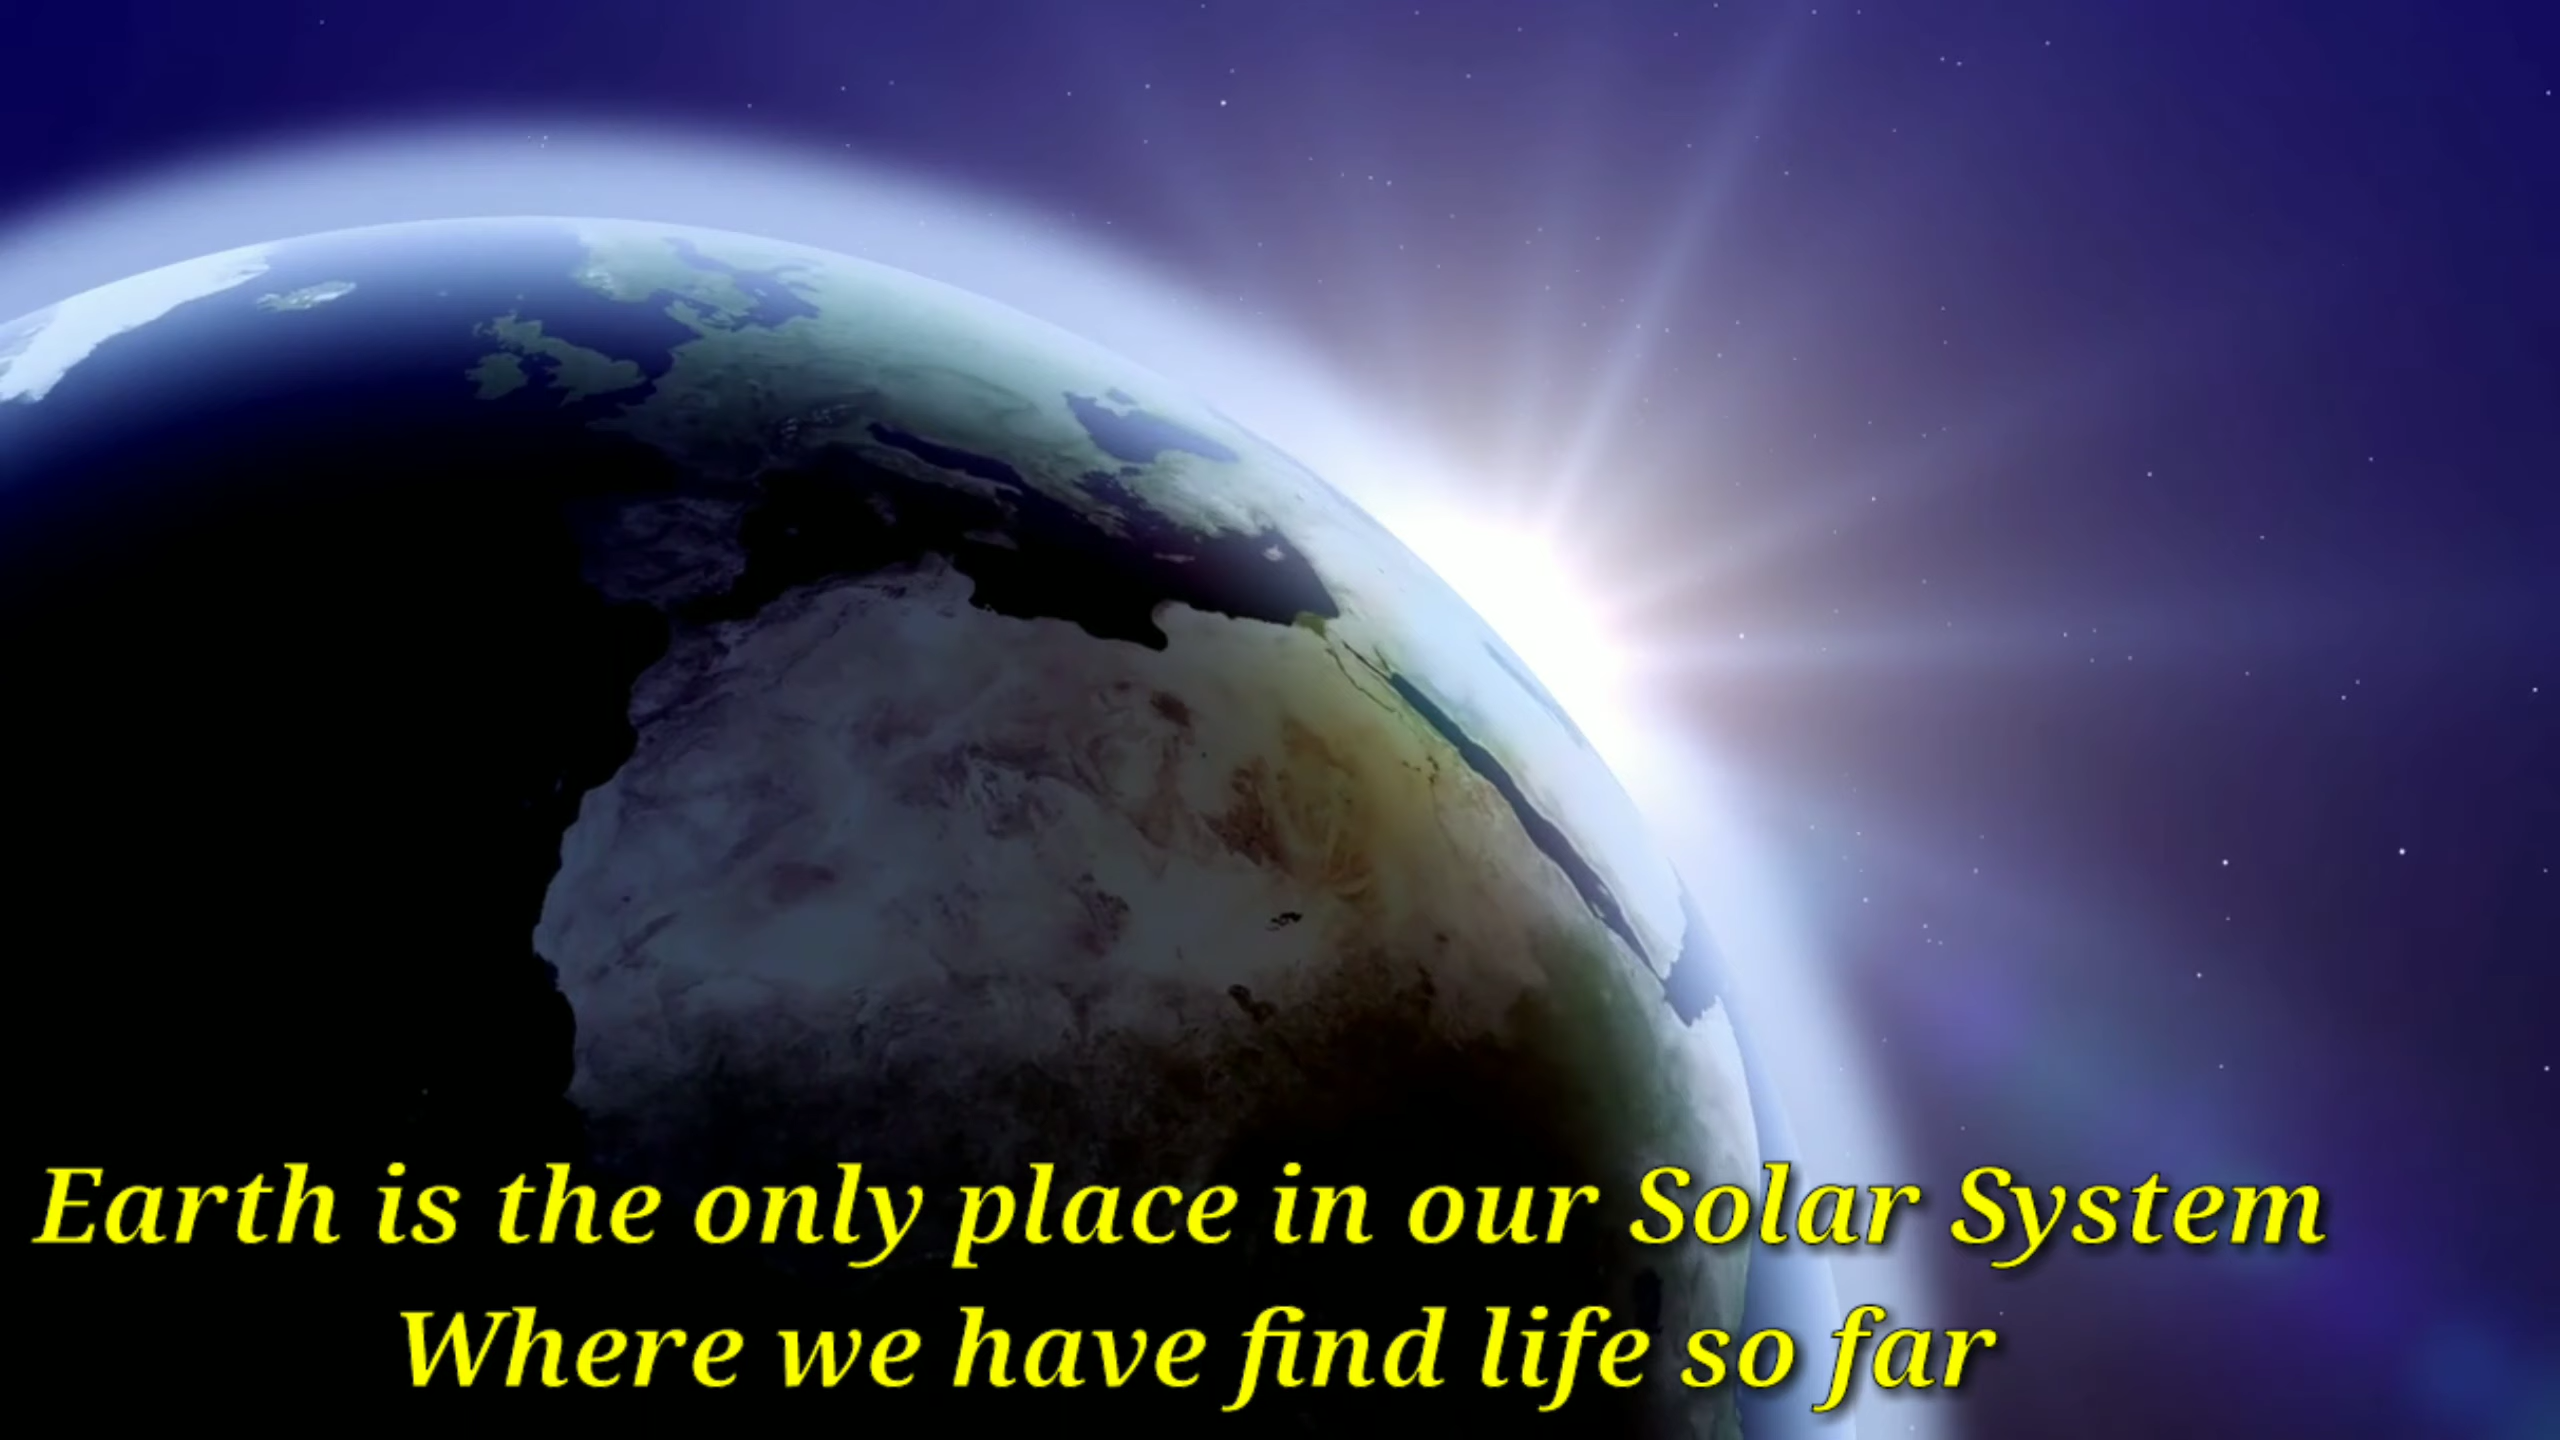 Earth is the only place in our Solar System
Where we have find life so far